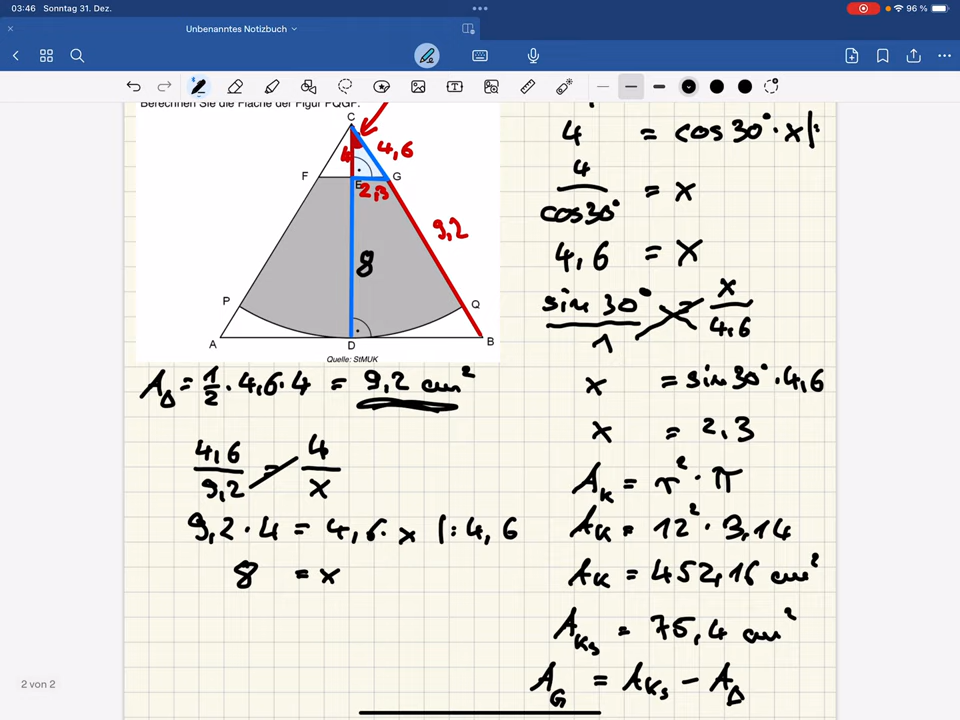 03:46 Sonntag 31. Dez.
96 %
Unbenanntes Notizbuch
Berechnen Sie die Fläche der Figur PQGF.
C
4
4,6
F
E
G
2,3
9,2
8
P
Q
A
D
B
Quelle: StMUK
A△ = 1/2 · 4,6 · 4 = 9,2 cm²
4,6/9,2 = 4/x
9,2 · 4 = 4,6 · x |: 4,6
8 = x
4 = cos 30° · x |:
4/cos30° = x
4,6 = x
sin 30°/1 = x/4,6
x = sin 30° · 4,6
x = 2,3
AK = r² · π
AK = 12² · 3,14
AK = 452,16 cm²
AKs = 75,4 cm²
AG = AKs − A△
2 von 2